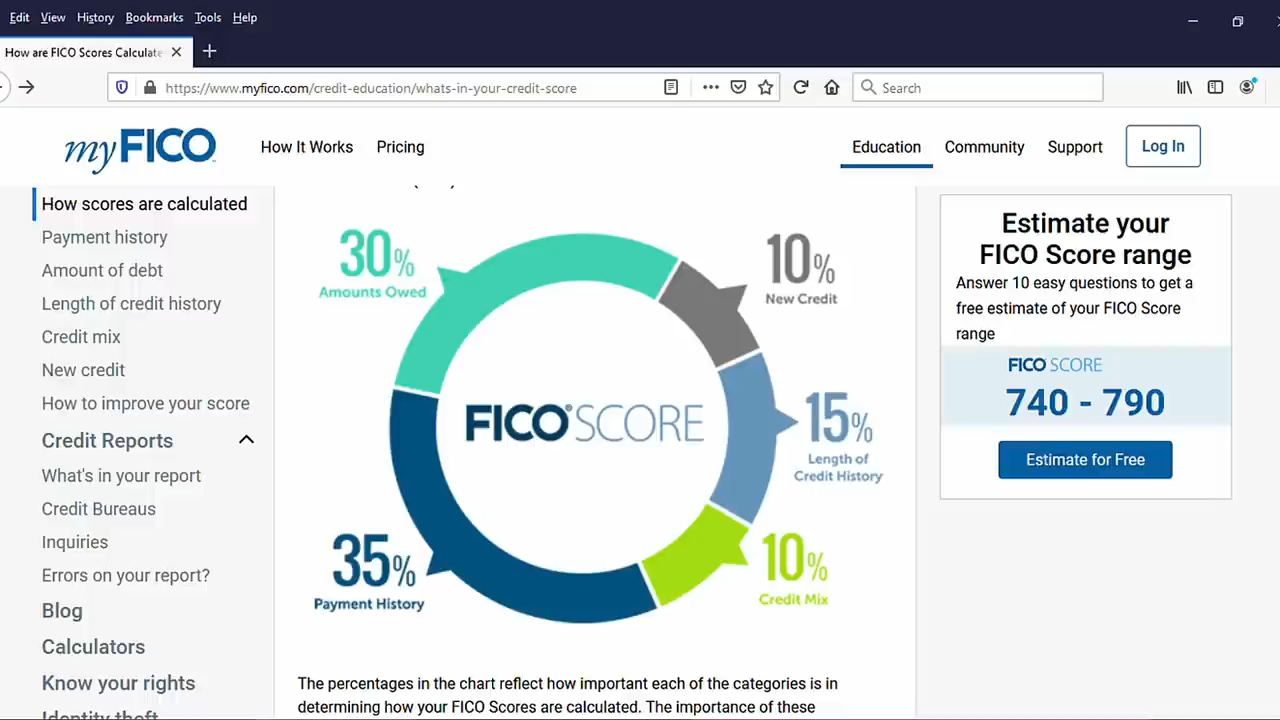 Edit View History Bookmarks Tools Help
How are FICO Scores Calculate
https://www.myfico.com/credit-education/whats-in-your-credit-score
Search
myFICO
How It Works Pricing
Education Community Support Log In
How scores are calculated
Payment history
Amount of debt
Length of credit history
Credit mix
New credit
How to improve your score
Credit Reports
What's in your report
Credit Bureaus
Inquiries
Errors on your report?
Blog
Calculators
Know your rights
Identity theft
30%
Amounts Owed
10%
New Credit
FICO® SCORE
15%
Length of
Credit History
35%
Payment History
10%
Credit Mix
The percentages in the chart reflect how important each of the categories is in
determining how your FICO Scores are calculated. The importance of these
Estimate your
FICO Score range
Answer 10 easy questions to get a
free estimate of your FICO Score
range
FICO SCORE
740 - 790
Estimate for Free